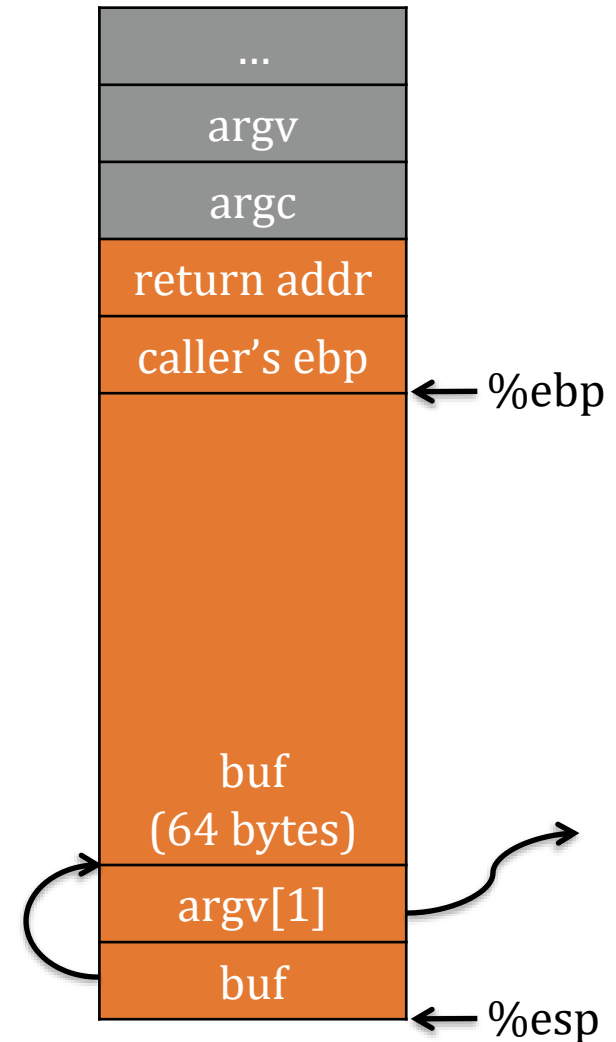 ...
argv
argc
return addr
caller’s ebp
%ebp
buf
(64 bytes)
argv[1]
buf
%esp